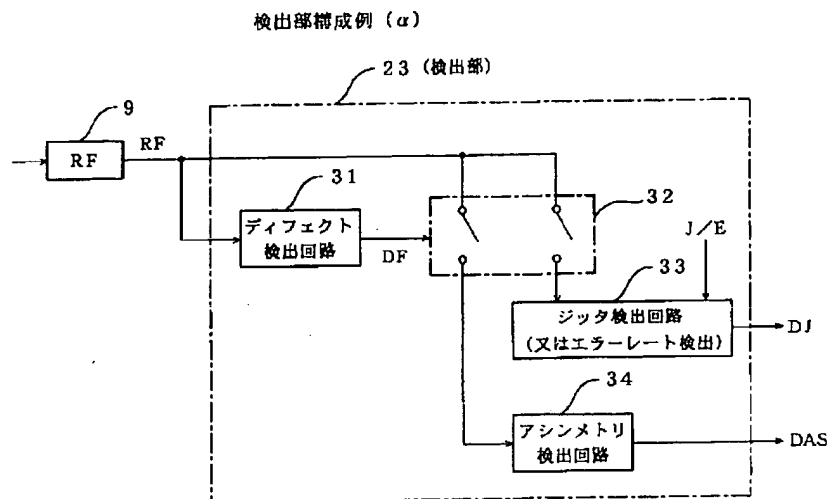 検出部構成例（α）
23（検出部）
9
RF
RF
31
ディフェクト
検出回路
DF
32
J／E
33
ジッタ検出回路
（又はエラーレート検出）
DJ
34
アシンメトリ
検出回路
DAS